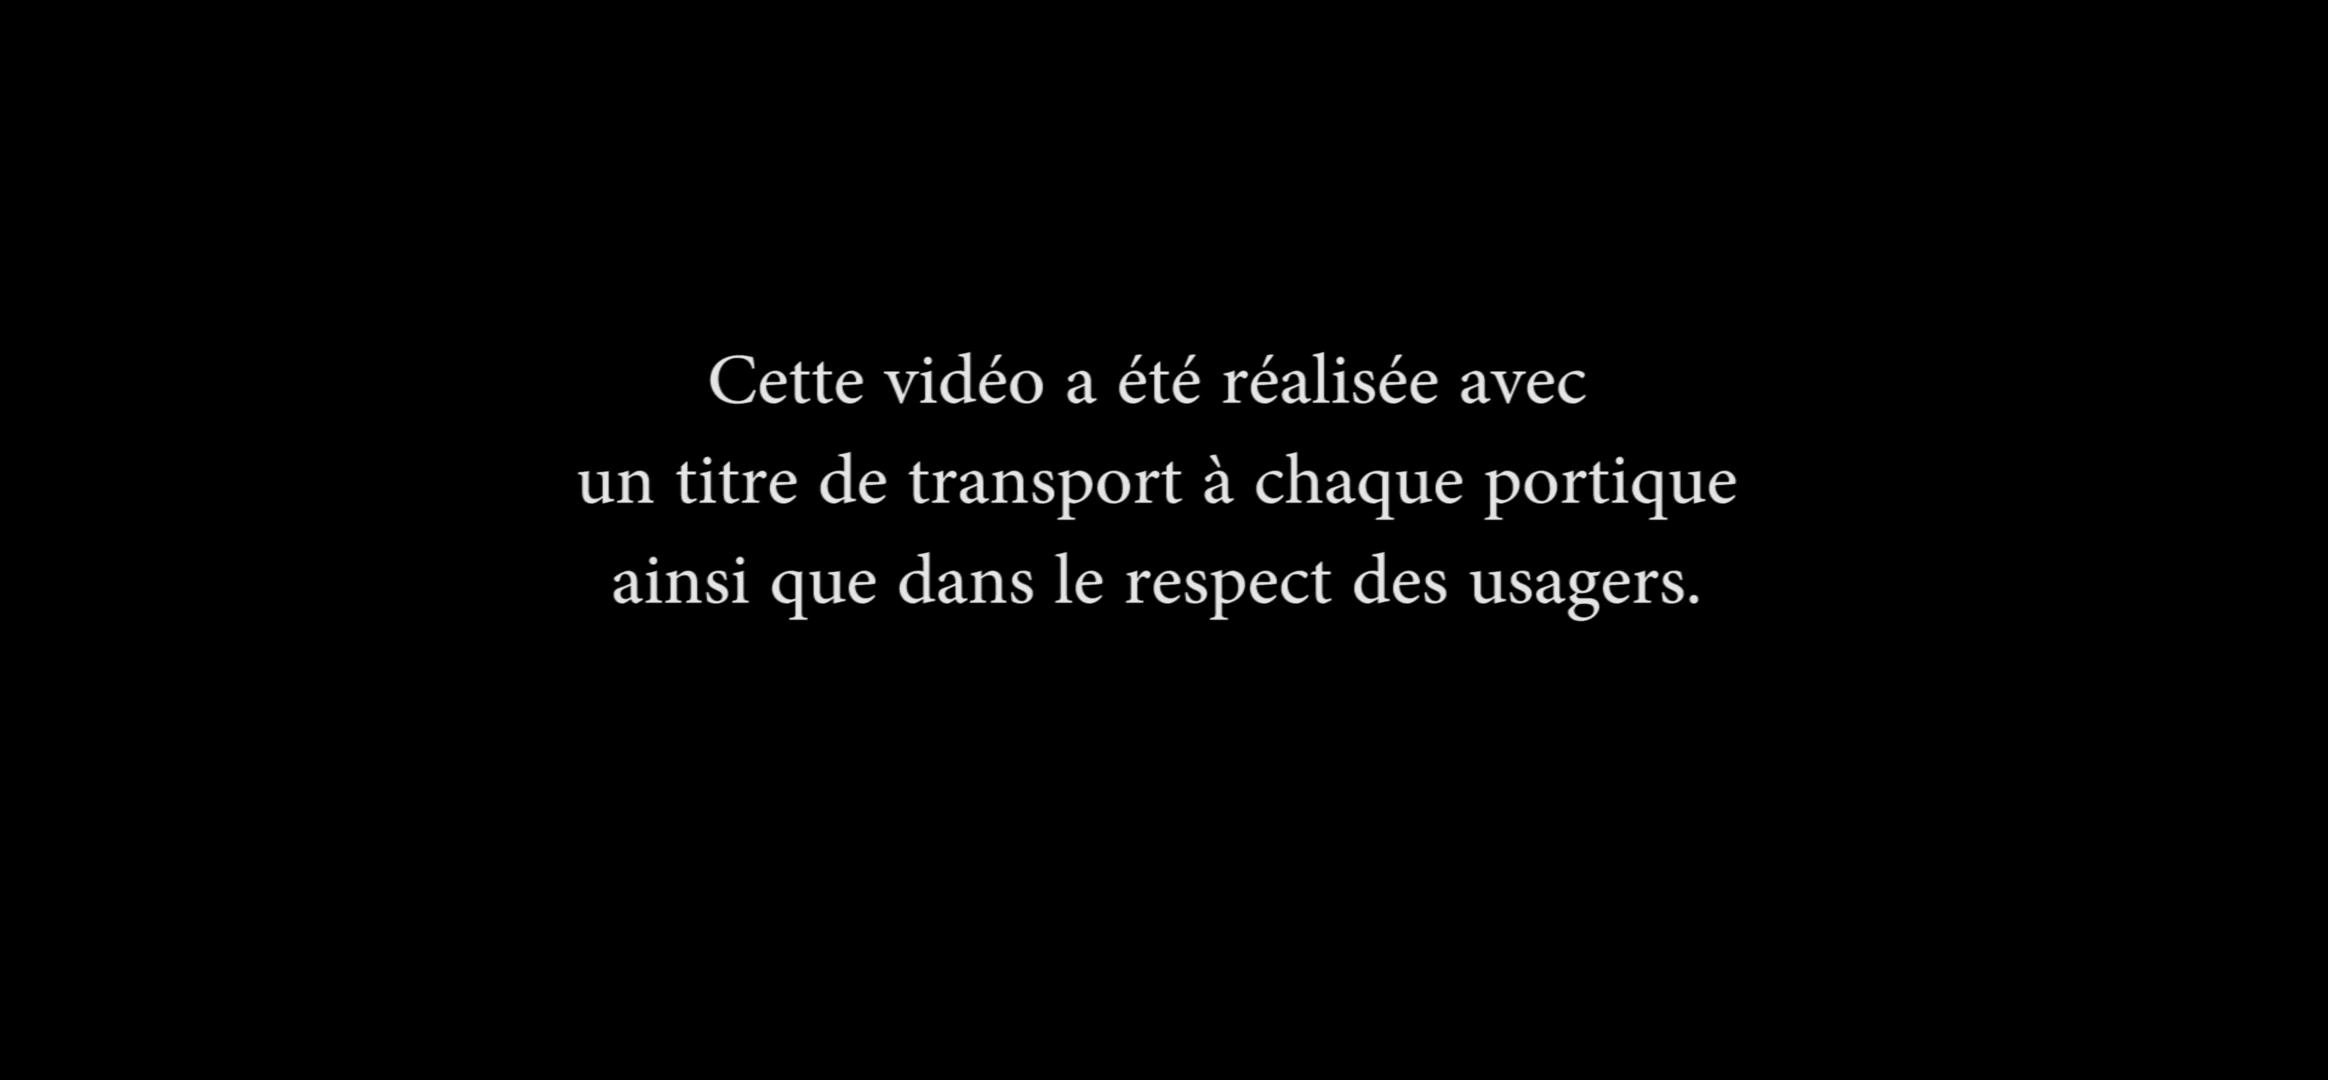 Cette vidéo a été réalisée avec
un titre de transport à chaque portique
ainsi que dans le respect des usagers.